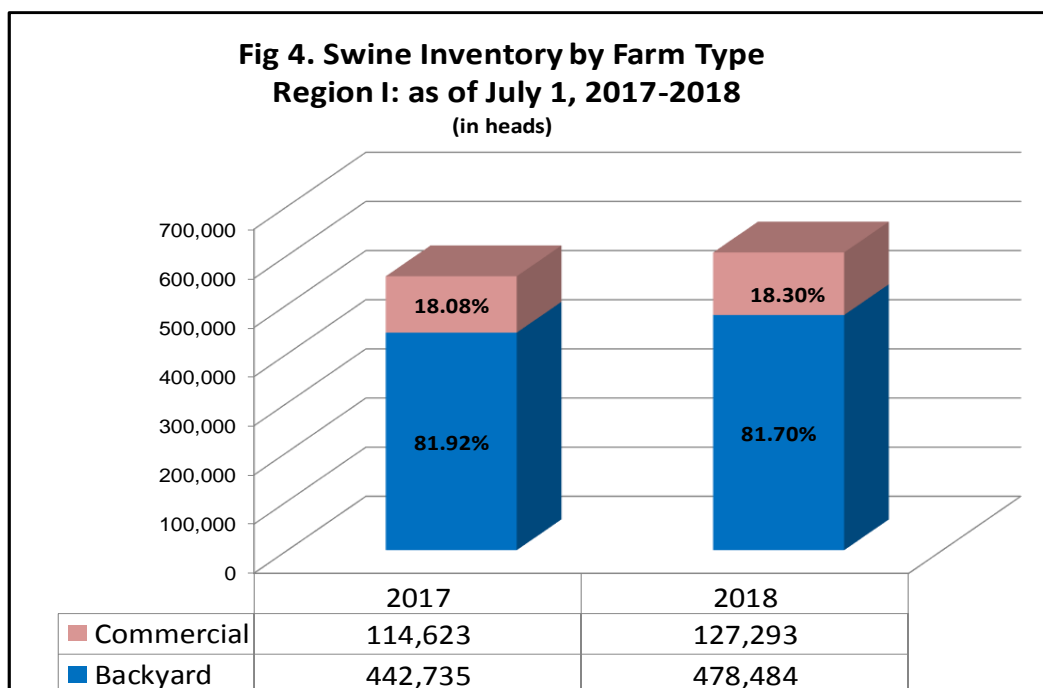 Fig 4. Swine Inventory by Farm Type
Region I: as of July 1, 2017-2018
(in heads)
700,000
600,000
500,000
400,000
300,000
200,000
100,000
0
18.08%
18.30%
81.92%
81.70%
2017 2018
Commercial 114,623 127,293
Backyard 442,735 478,484